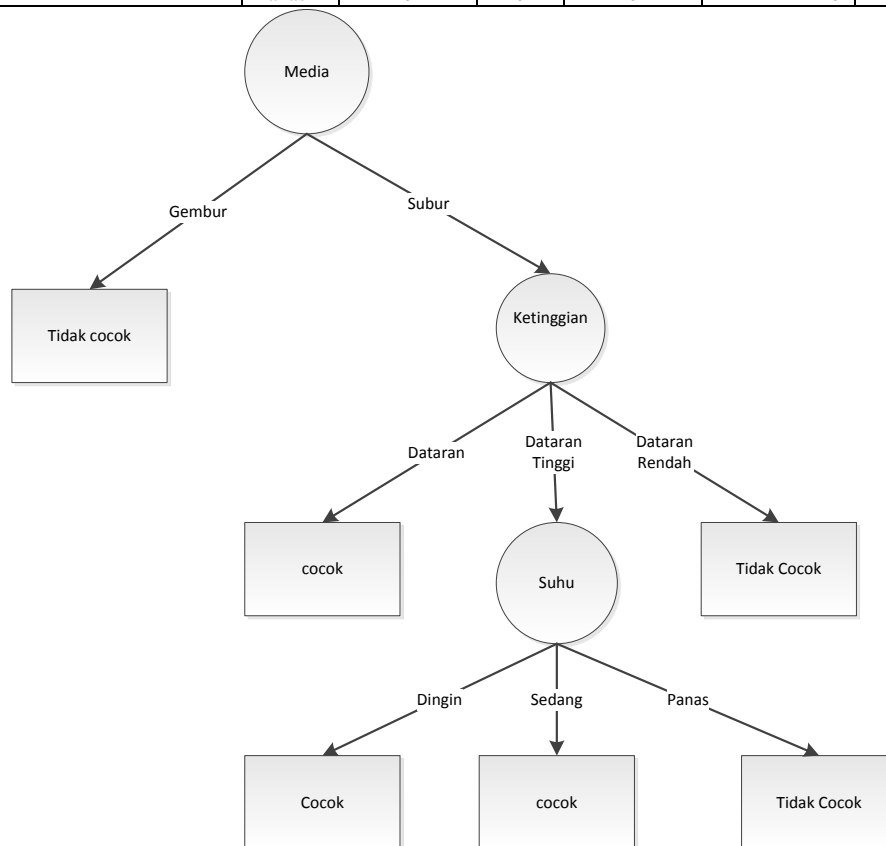 Media
Gembur
Subur
Tidak cocok
Ketinggian
Dataran
Dataran
Tinggi
Dataran
Rendah
cocok
Suhu
Tidak Cocok
Dingin
Sedang
Panas
Cocok
cocok
Tidak Cocok